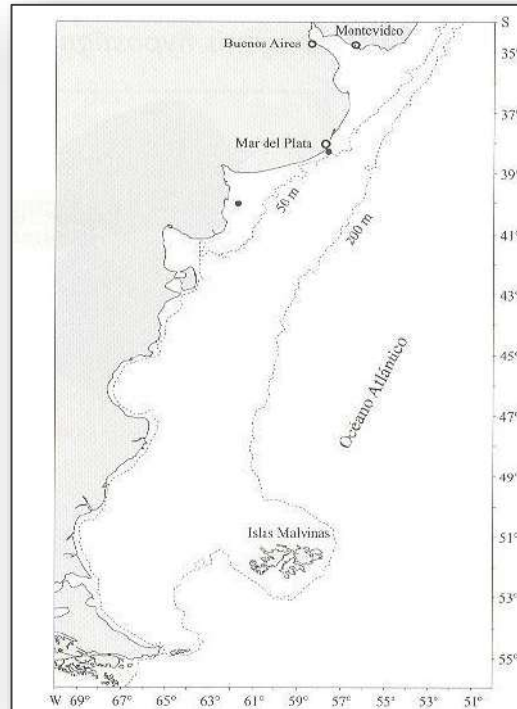 Montevideo
S
Buenos Aires
35°
37°
Mar del Plata
39°
50 m
200 m
41°
43°
45°
Oceano Atlántico
47°
49°
Islas Malvinas
51°
53°
55°
W 69° 67° 65° 63° 61° 59° 57° 55° 53° 51°